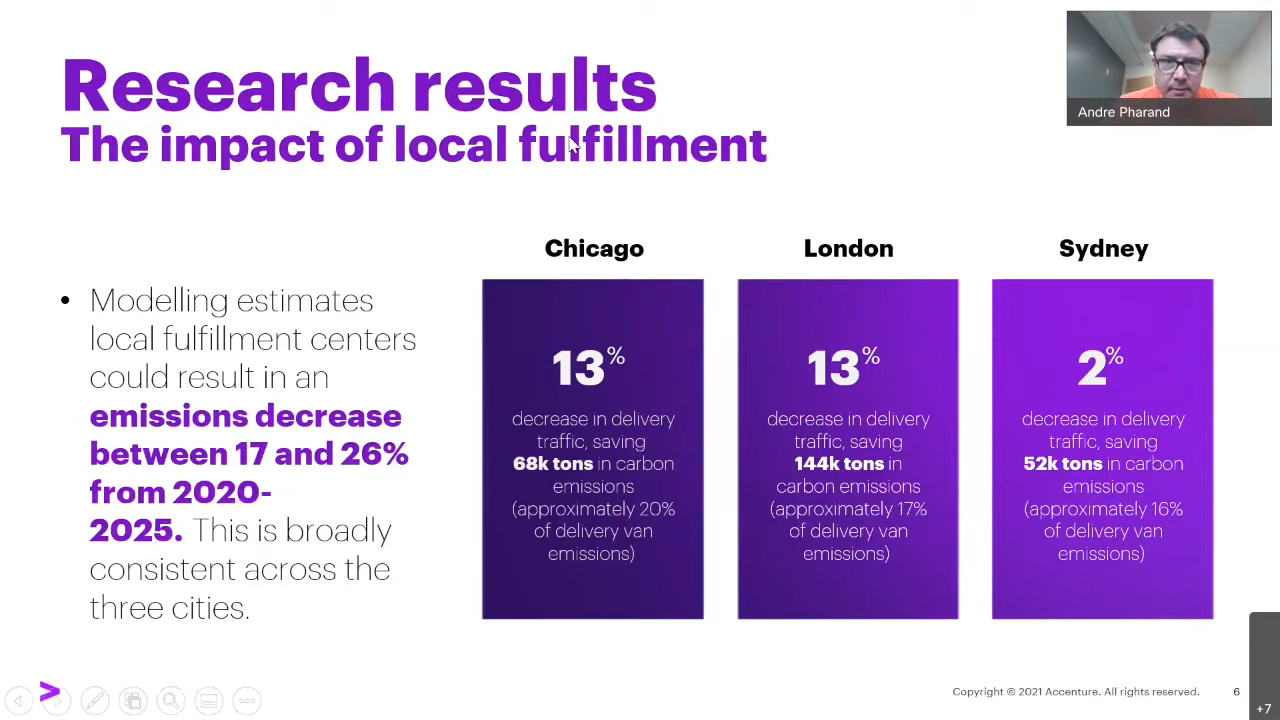 Research results
The impact of local fulfillment
Andre Pharand
• Modelling estimates
local fulfillment centers
could result in an
emissions decrease
between 17 and 26%
from 2020-
2025. This is broadly
consistent across the
three cities.
Chicago
13%
decrease in delivery
traffic, saving
68k tons in carbon
emissions
(approximately 20%
of delivery van
emissions)
London
13%
decrease in delivery
traffic, saving
144k tons in
carbon emissions
(approximately 17%
of delivery van
emissions)
Sydney
2%
decrease in delivery
traffic, saving
52k tons in carbon
emissions
(approximately 16%
of delivery van
emissions)
Copyright © 2021 Accenture. All rights reserved. 6
+7